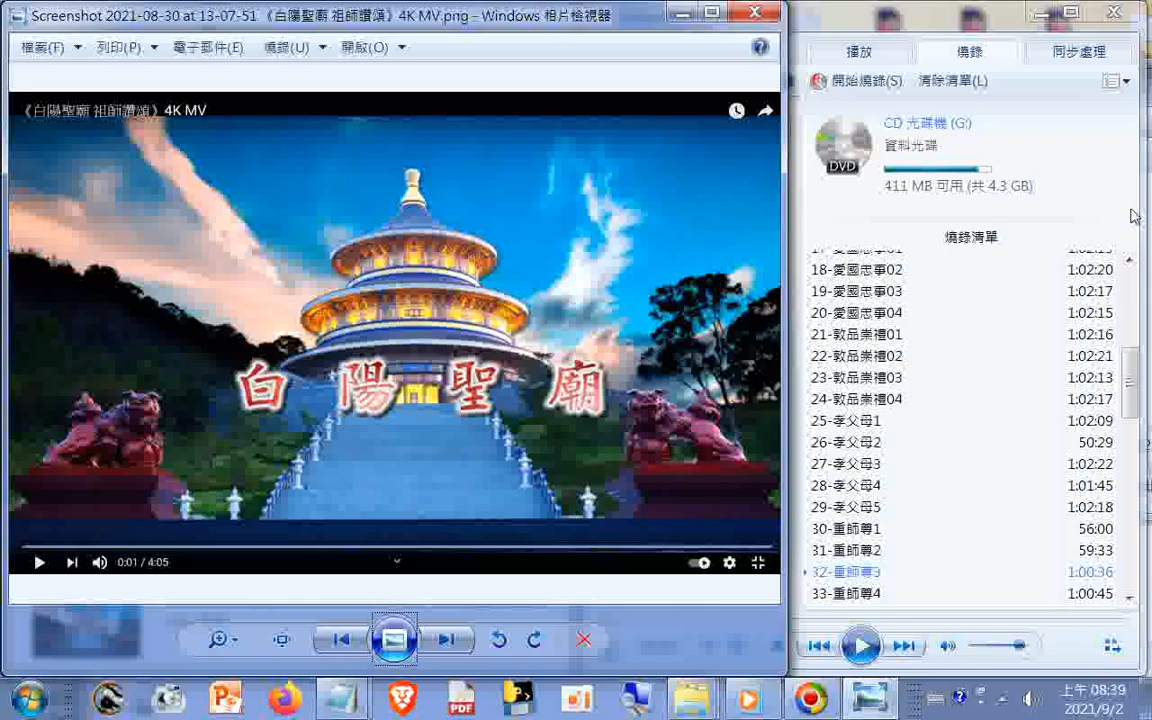 Screenshot 2021-08-30 at 13-07-51 《白陽聖廟 祖師讚頌》4K MV.png - Windows 相片檢視器
檔案(F) 列印(P) 電子郵件(E) 燒錄(U) 開啟(O)
《白陽聖廟 祖師讚頌》4K MV
白陽聖廟
0:01 / 4:05
播放 燒錄 同步處理
開始燒錄(S) 清除清單(L)
CD 光碟機 (G:)
資料光碟
DVD
411 MB 可用 (共 4.3 GB)
燒錄清單
18-愛國忠事02 1:02:20
19-愛國忠事03 1:02:17
20-愛國忠事04 1:02:15
21-敦品崇禮01 1:02:16
22-敦品崇禮02 1:02:21
23-敦品崇禮03 1:02:13
24-敦品崇禮04 1:02:17
25-孝父母1 1:02:09
26-孝父母2 50:29
27-孝父母3 1:02:22
28-孝父母4 1:01:45
29-孝父母5 1:02:18
30-重師尊1 56:00
31-重師尊2 59:33
32-重師尊3 1:00:36
33-重師尊4 1:00:45
PDF
上午 08:39
2021/9/2